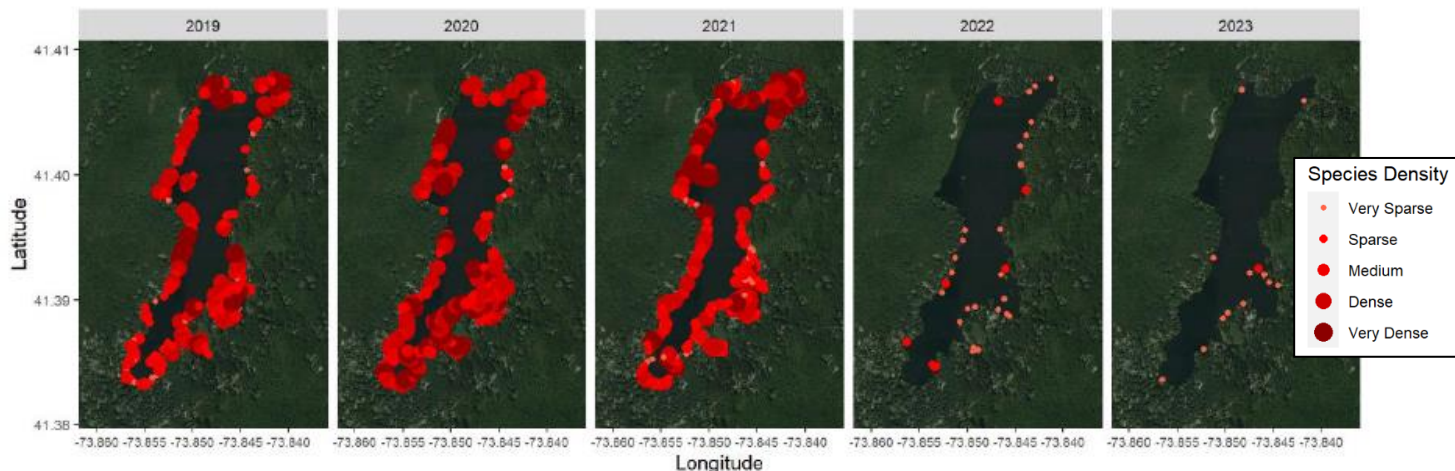 2019 2020 2021 2022 2023
41.41
41.40
41.39
41.38
Latitude
-73.860 -73.855 -73.850 -73.845 -73.840 -73.860 -73.855 -73.850 -73.845 -73.840 -73.860 -73.855 -73.850 -73.845 -73.840 -73.860 -73.855 -73.850 -73.845 -73.840 -73.860 -73.855 -73.850 -73.845 -73.840
Longitude
Species Density
Very Sparse
Sparse
Medium
Dense
Very Dense